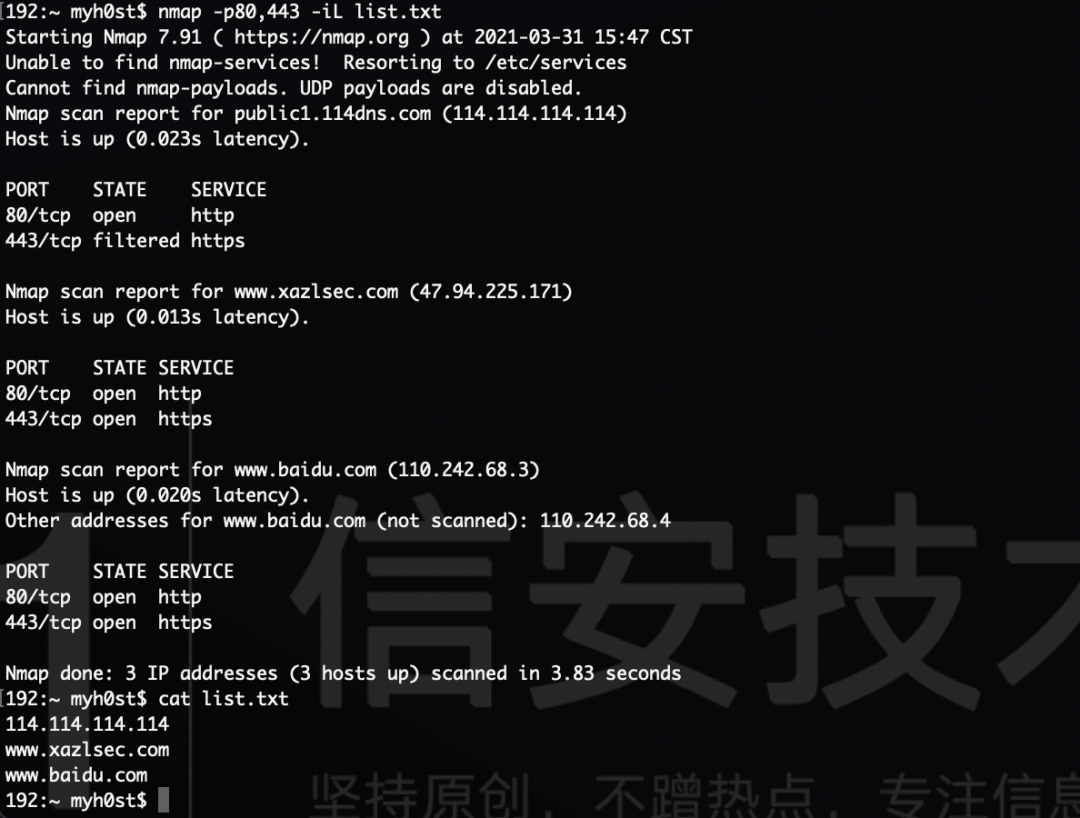 [192:~ myh0st$ nmap -p80,443 -iL list.txt
Starting Nmap 7.91 ( https://nmap.org ) at 2021-03-31 15:47 CST
Unable to find nmap-services!  Resorting to /etc/services
Cannot find nmap-payloads. UDP payloads are disabled.
Nmap scan report for public1.114dns.com (114.114.114.114)
Host is up (0.023s latency).
PORT    STATE    SERVICE
80/tcp  open     http
443/tcp filtered https
Nmap scan report for www.xazlsec.com (47.94.225.171)
Host is up (0.013s latency).
PORT    STATE SERVICE
80/tcp  open  http
443/tcp open  https
Nmap scan report for www.baidu.com (110.242.68.3)
Host is up (0.020s latency).
Other addresses for www.baidu.com (not scanned): 110.242.68.4
PORT    STATE SERVICE
80/tcp  open  http
443/tcp open  https
Nmap done: 3 IP addresses (3 hosts up) scanned in 3.83 seconds
[192:~ myh0st$ cat list.txt
114.114.114.114
www.xazlsec.com
www.baidu.com
192:~ myh0st$
信安技
坚持原创，不蹭热点，专注信息